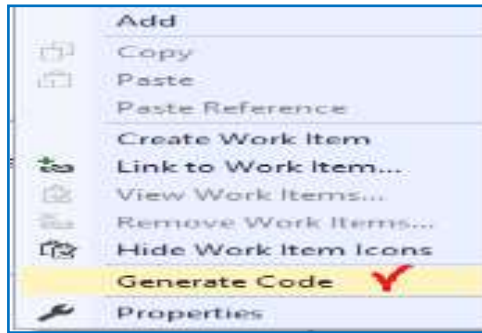 Add
Copy
Paste
Paste Reference
Create Work Item
Link to Work Item...
View Work Items...
Remove Work Items...
Hide Work Item Icons
Generate Code
Properties